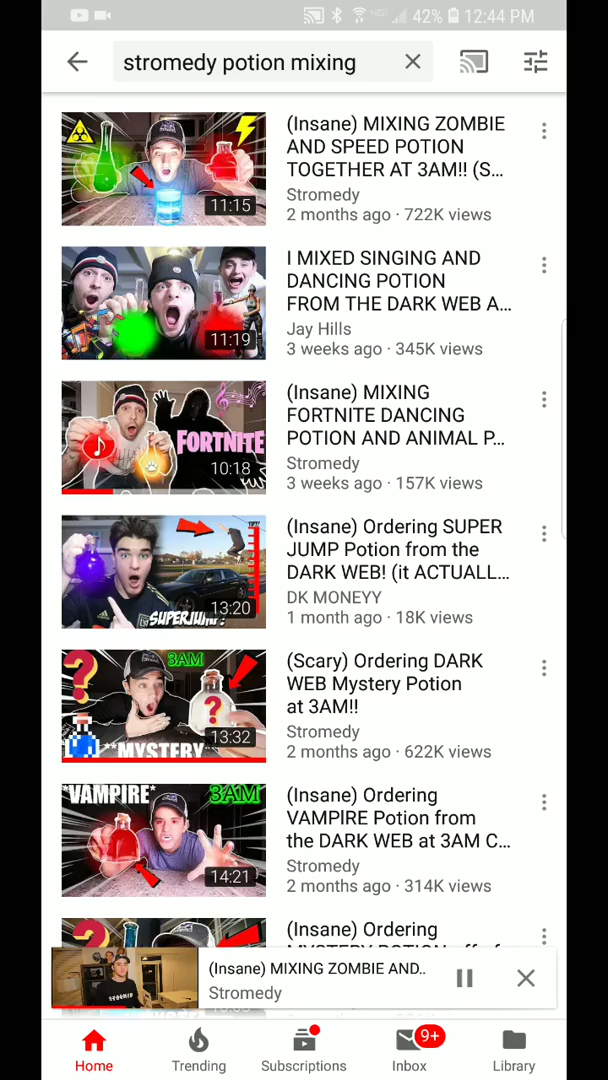 42% 12:44 PM
stromedy potion mixing
(Insane) MIXING ZOMBIE
AND SPEED POTION
TOGETHER AT 3AM!! (S...
Stromedy
2 months ago · 722K views
11:15
I MIXED SINGING AND
DANCING POTION
FROM THE DARK WEB A...
Jay Hills
3 weeks ago · 345K views
11:19
(Insane) MIXING
FORTNITE DANCING
POTION AND ANIMAL P...
Stromedy
3 weeks ago · 157K views
FORTNITE
10:18
(Insane) Ordering SUPER
JUMP Potion from the
DARK WEB! (it ACTUALL...
DK MONEYY
1 month ago · 18K views
13:20
(Scary) Ordering DARK
WEB Mystery Potion
at 3AM!!
Stromedy
2 months ago · 622K views
3AM
?
?
**MYSTERY
13:32
(Insane) Ordering
VAMPIRE Potion from
the DARK WEB at 3AM C...
Stromedy
2 months ago · 314K views
*VAMPIRE* 3AM
14:21
(Insane) Ordering
?
(Insane) MIXING ZOMBIE AND..
Stromedy
9+
Home Trending Subscriptions Inbox Library